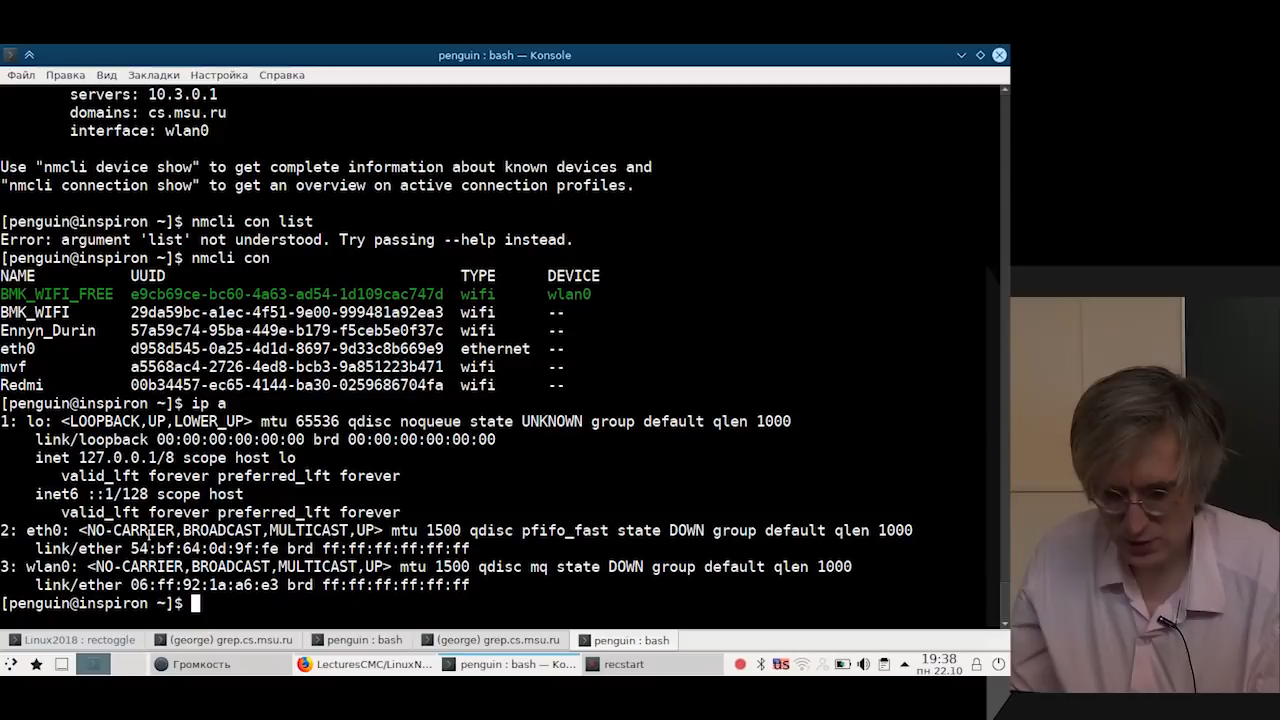 penguin : bash — Konsole
Файл Правка Вид Закладки Настройка Справка
servers: 10.3.0.1
domains: cs.msu.ru
interface: wlan0
Use "nmcli device show" to get complete information about known devices and
"nmcli connection show" to get an overview on active connection profiles.
[penguin@inspiron ~]$ nmcli con list
Error: argument 'list' not understood. Try passing --help instead.
[penguin@inspiron ~]$ nmcli con
NAME UUID TYPE DEVICE
BMK_WIFI_FREE e9cb69ce-bc60-4a63-ad54-1d109cac747d wifi wlan0
BMK_WIFI 29da59bc-a1ec-4f51-9e00-999481a92ea3 wifi --
Ennyn_Durin 57a59c74-95ba-449e-b179-f5ceb5e0f37c wifi --
eth0 d958d545-0a25-4d1d-8697-9d33c8b669e9 ethernet --
mvf a5568ac4-2726-4ed8-bcb3-9a851223b471 wifi --
Redmi 00b34457-ec65-4144-ba30-0259686704fa wifi --
[penguin@inspiron ~]$ ip a
1: lo: <LOOPBACK,UP,LOWER_UP> mtu 65536 qdisc noqueue state UNKNOWN group default qlen 1000
link/loopback 00:00:00:00:00:00 brd 00:00:00:00:00:00
inet 127.0.0.1/8 scope host lo
valid_lft forever preferred_lft forever
inet6 ::1/128 scope host
valid_lft forever preferred_lft forever
2: eth0: <NO-CARRIER,BROADCAST,MULTICAST,UP> mtu 1500 qdisc pfifo_fast state DOWN group default qlen 1000
link/ether 54:bf:64:0d:9f:fe brd ff:ff:ff:ff:ff:ff
3: wlan0: <NO-CARRIER,BROADCAST,MULTICAST,UP> mtu 1500 qdisc mq state DOWN group default qlen 1000
link/ether 06:ff:92:1a:a6:e3 brd ff:ff:ff:ff:ff:ff
[penguin@inspiron ~]$
Linux2018 : rectoggle (george) grep.cs.msu.ru penguin : bash (george) grep.cs.msu.ru penguin : bash
Громкость LecturesCMC/LinuxN... penguin : bash — Ko... recstart US 19:38
пн 22.10